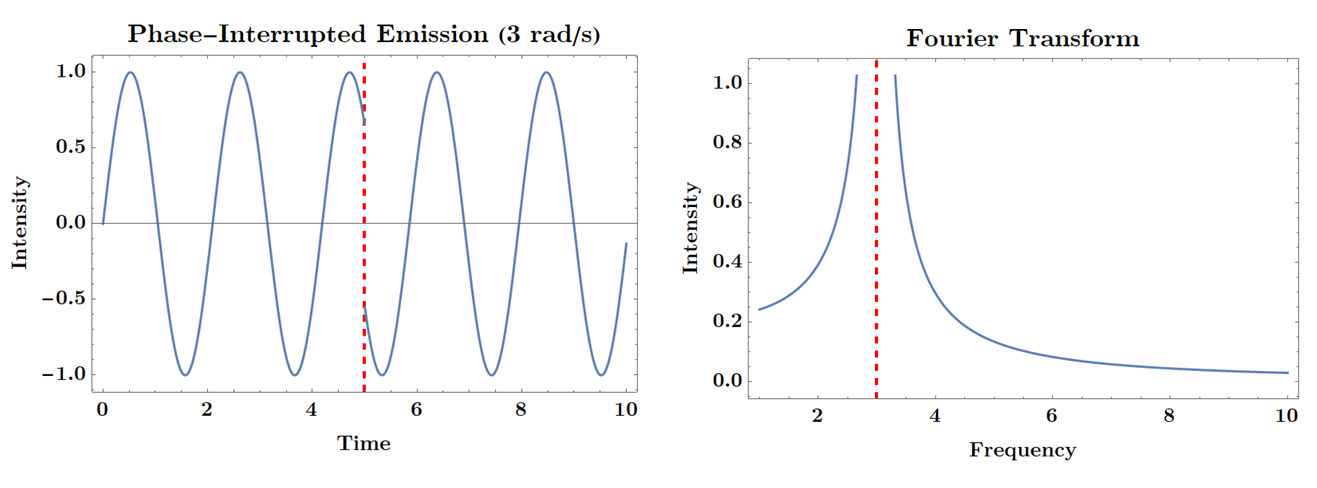 Phase–Interrupted Emission (3 rad/s)
Intensity
1.0
0.5
0.0
−0.5
−1.0
0 2 4 6 8 10
Time
Fourier Transform
Intensity
1.0
0.8
0.6
0.4
0.2
0.0
2 4 6 8 10
Frequency